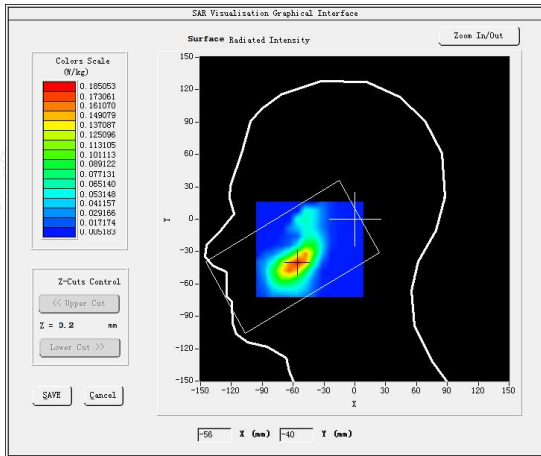 SAR Visualisation Graphical Interface
Surface Radiated Intensity
Zoom In/Out
Colors Scale
(W/kg)
0.185053
0.173061
0.161070
0.149079
0.137087
0.125096
0.113105
0.101113
0.089122
0.077131
0.065140
0.053148
0.041157
0.029166
0.017174
0.005183
Z-Cuts Control
<< Upper Cut
Z = 0.2 mm
Lower Cut >>
SAVE
Cancel
150
120
90
60
30
0
-30
-60
-90
-120
-150
Y
-150 -120 -90 -60 -30 0 30 60 90 120 150
X
-56 X (mm) -40 Y (mm)